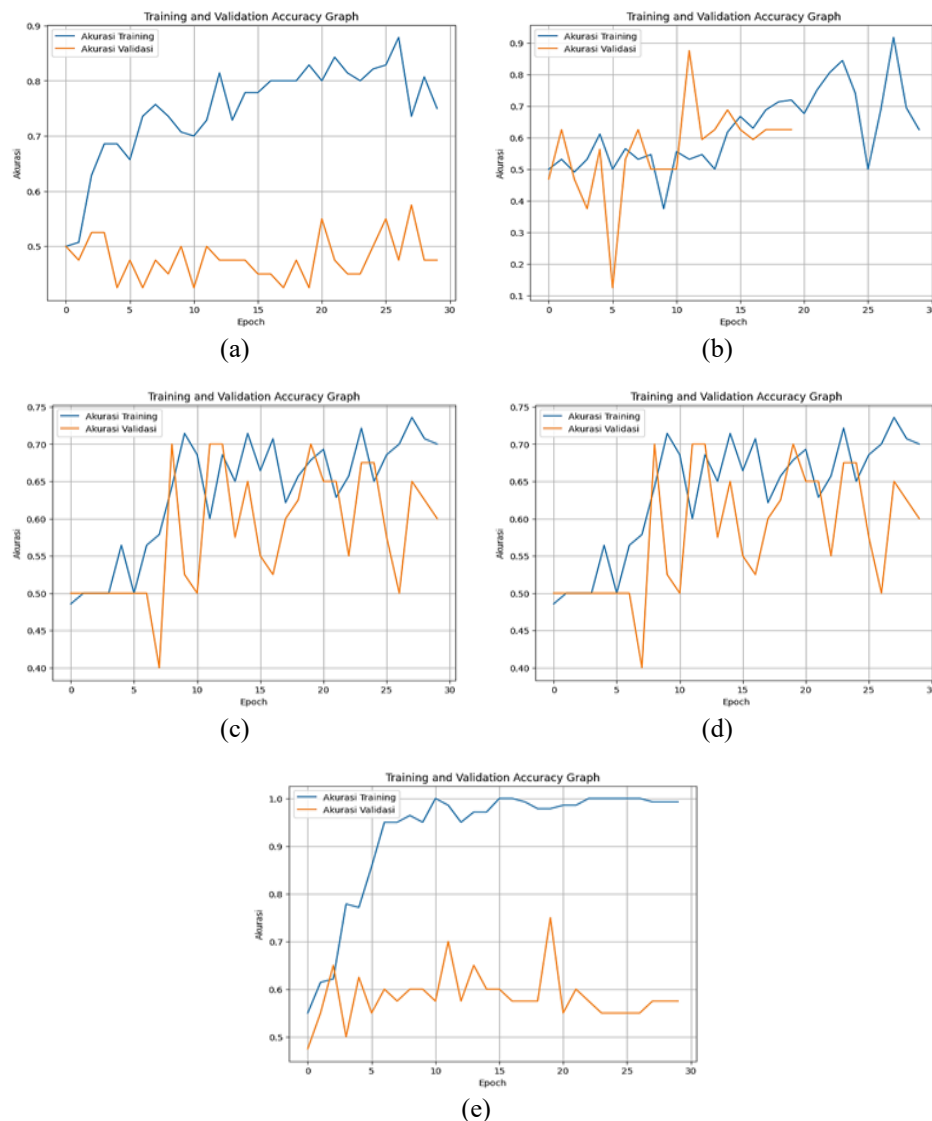 Training and Validation Accuracy Graph
Akurasi Training
Akurasi Validasi
0.9
0.8
0.7
0.6
0.5
Akurasi
0 5 10 15 20 25 30
Epoch
(a)
Training and Validation Accuracy Graph
Akurasi Training
Akurasi Validasi
0.9
0.8
0.7
0.6
0.5
0.4
0.3
0.2
0.1
Akurasi
0 5 10 15 20 25 30
Epoch
(b)
Training and Validation Accuracy Graph
Akurasi Training
Akurasi Validasi
0.75
0.70
0.65
0.60
0.55
0.50
0.45
0.40
Akurasi
0 5 10 15 20 25 30
Epoch
(c)
Training and Validation Accuracy Graph
Akurasi Training
Akurasi Validasi
0.75
0.70
0.65
0.60
0.55
0.50
0.45
0.40
Akurasi
0 5 10 15 20 25 30
Epoch
(d)
Training and Validation Accuracy Graph
Akurasi Training
Akurasi Validasi
1.0
0.9
0.8
0.7
0.6
0.5
Akurasi
0 5 10 15 20 25 30
Epoch
(e)